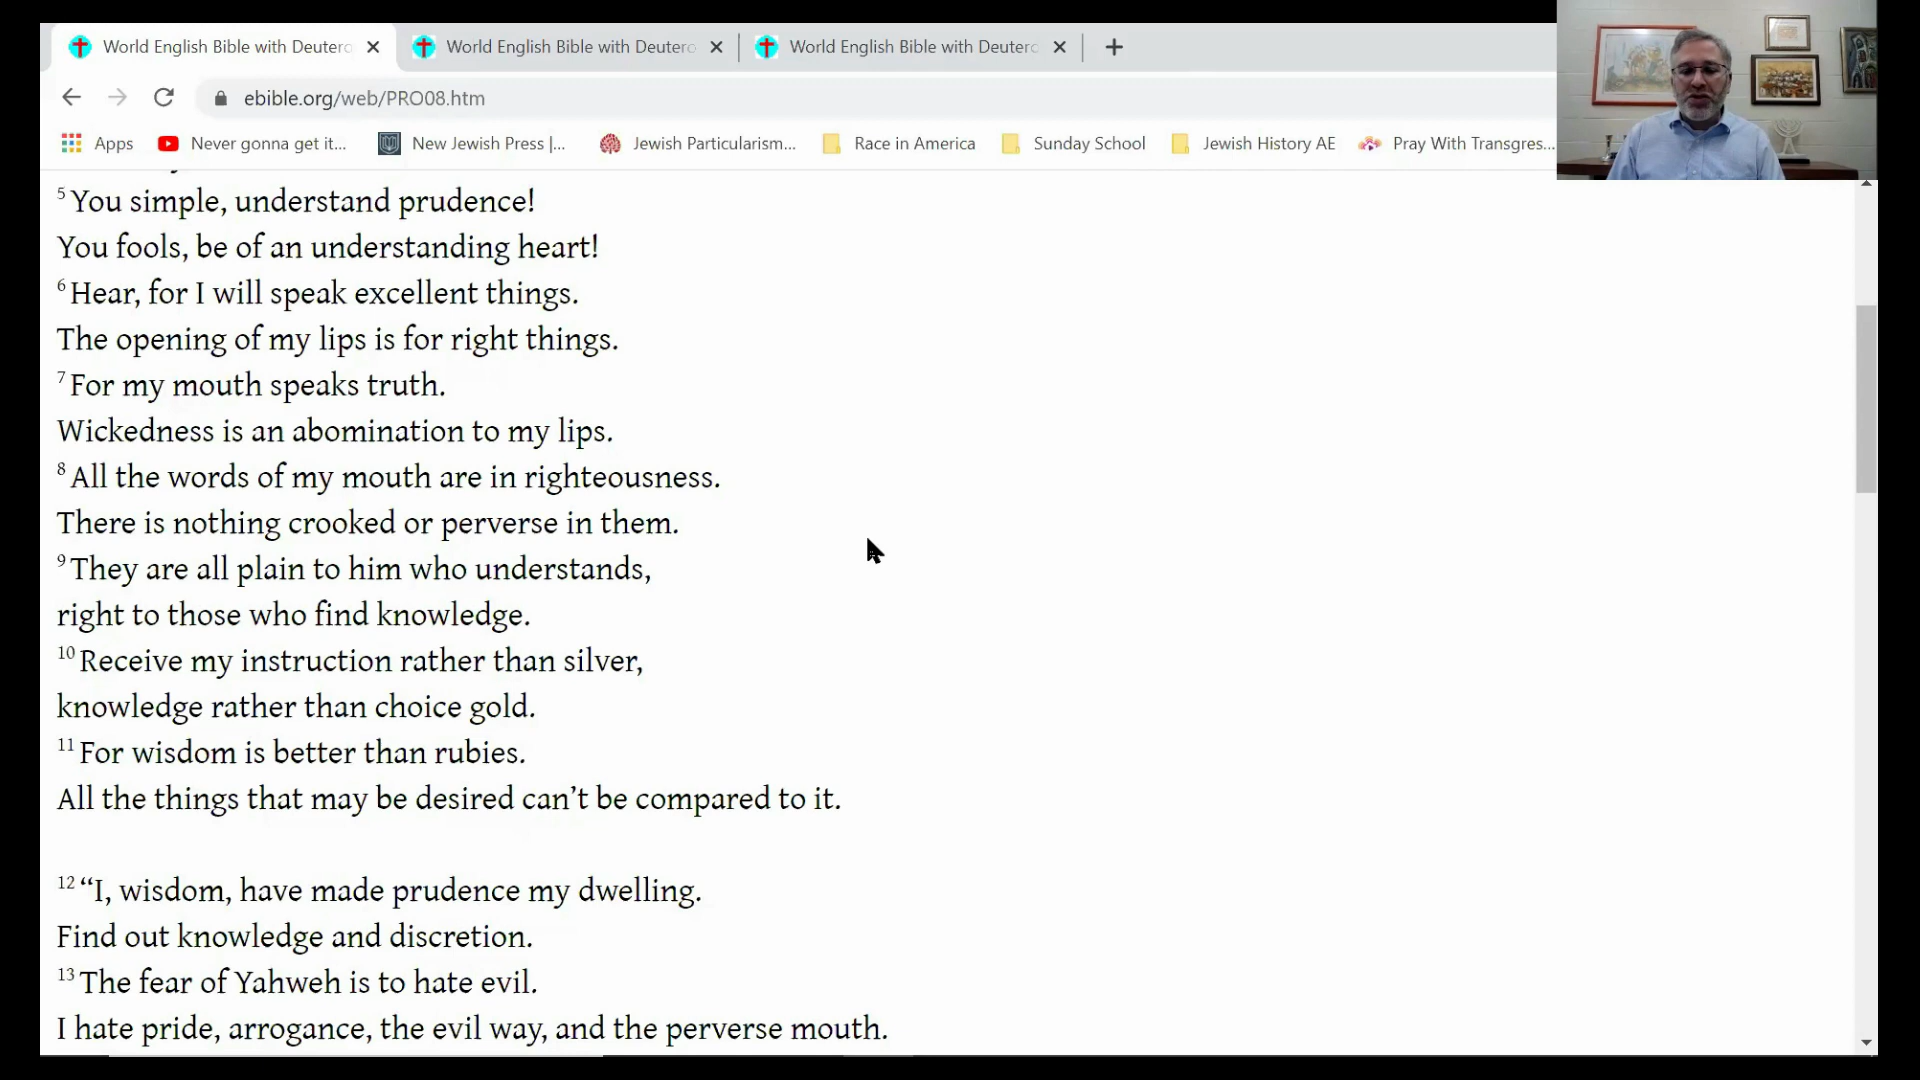 World English Bible with Deutero
World English Bible with Deutero
World English Bible with Deutero
ebible.org/web/PRO08.htm
Apps
Never gonna get it...
New Jewish Press |...
Jewish Particularism...
Race in America
Sunday School
Jewish History AE
Pray With Transgres...
5 You simple, understand prudence!
You fools, be of an understanding heart!
6 Hear, for I will speak excellent things.
The opening of my lips is for right things.
7 For my mouth speaks truth.
Wickedness is an abomination to my lips.
8 All the words of my mouth are in righteousness.
There is nothing crooked or perverse in them.
9 They are all plain to him who understands,
right to those who find knowledge.
10 Receive my instruction rather than silver,
knowledge rather than choice gold.
11 For wisdom is better than rubies.
All the things that may be desired can’t be compared to it.
12 “I, wisdom, have made prudence my dwelling.
Find out knowledge and discretion.
13 The fear of Yahweh is to hate evil.
I hate pride, arrogance, the evil way, and the perverse mouth.